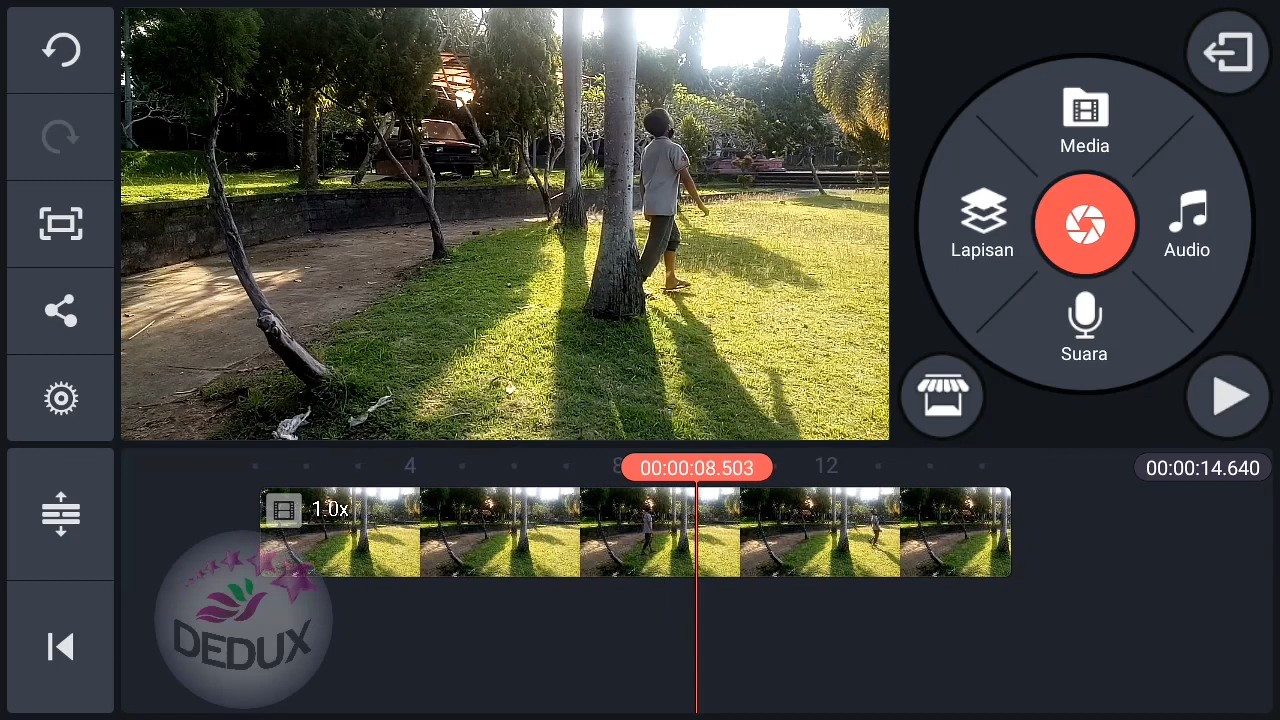 Media
Lapisan
Audio
Suara
4
8
00:00:08.503
12
00:00:14.640
1.0x
DEDUX